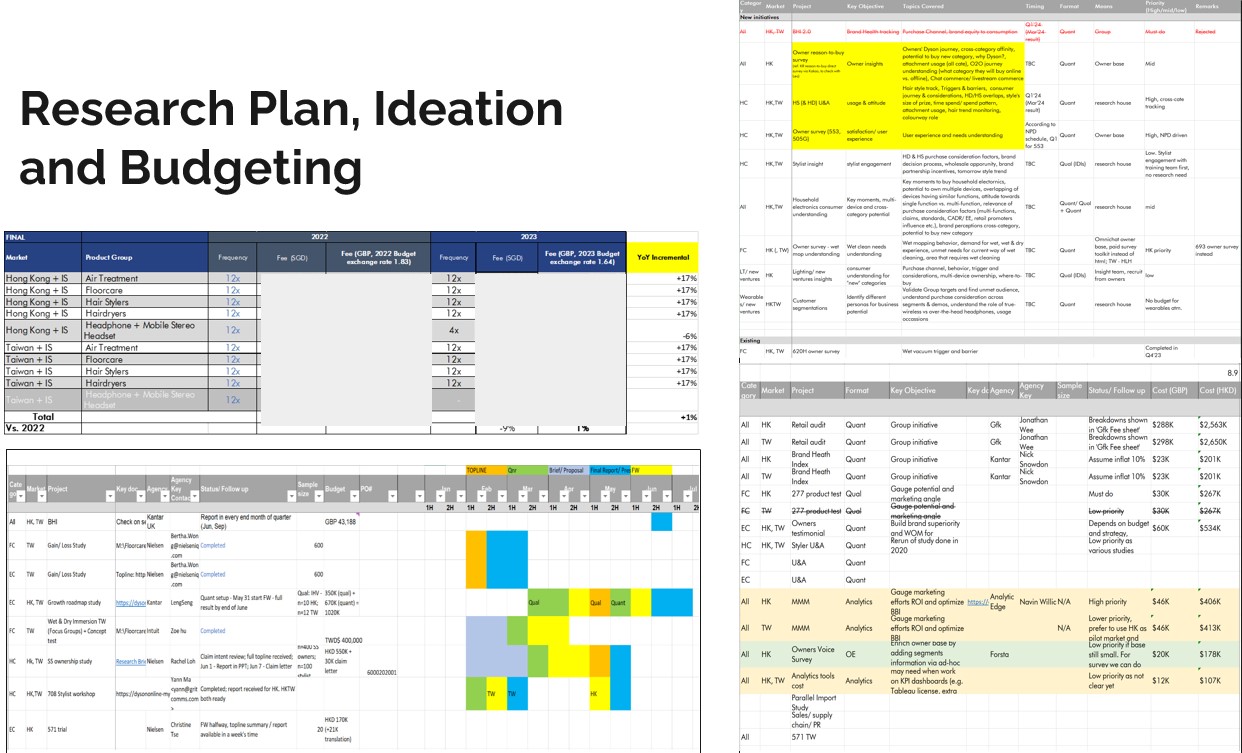 Research Plan, Ideation
and Budgeting
FINAL 2022 2023
Market Product Group Frequency Fee (SGD) Fee (GBP, 2022 Budget exchange rate 1.83) Frequency Fee (SGD) Fee (GBP, 2023 Budget exchange rate 1.64) YoY Incremental
Hong Kong + IS Air Treatment 12x 12x +17%
Hong Kong + IS Floorcare 12x 12x +17%
Hong Kong + IS Hair Stylers 12x 12x +17%
Hong Kong + IS Hairdryers 12x 12x +17%
Hong Kong + IS Headphone + Mobile Stereo Headset 12x 4x -6%
Taiwan + IS Air Treatment 12x 12x +17%
Taiwan + IS Floorcare 12x 12x +17%
Taiwan + IS Hair Stylers 12x 12x +17%
Taiwan + IS Hairdryers 12x 12x +17%
Taiwan + IS Headphone + Mobile Stereo Headset 12x -
Total +1%
Vs. 2022 -9% 1%
TOPLINE Qnr Brief/ Proposal Final Report/ FW
Market Project Key doc Agency Agency Key Contact Status/ Follow up Sample size Budget PO# Jan Feb Mar Apr May Jun Jul
1H 2H 1H 2H 1H 2H 1H 2H 1H 2H 1H 2H 1H
All HK, TW BHI Check on Kantar UK Report in every end month of quarter (Jun, Sep) GBP 43,188
FC TW Gain/ Loss Study M:\Floorcare Nielsen Bertha.Wong@nielseniq.com Completed 600
EC TW Gain/ Loss Study Topline: http Nielsen Completed 600
EC HK, TW Growth roadmap study Kantar LengSeng Quant setup - May 31 start FW - full result by end of June Qual: IHV - n=10 HK; n=12 TW 350K (qual) + 670K (quant) = 1020K Qual Qual Quant
FC TW Wet & Dry Immersion TW (Focus Groups) + Concept test M:\Floorcare Intuit Zoe hu Completed TWD$ 400,000
HC Hk, TW SS ownership study Research Nielsen Rachel Loh Claim intent review; full topline received; Jun 1 - Report in PPT; Jun 7 - Claim letter n=400 SS owners; n=100 HKD 550K + 30K claim letter 6000202001
HC HK, TW 708 Stylist workshop Yann Ma <yann@gritcomms.com> Completed; report received for HK. HKTW both ready TW TW HK
EC HK 571 trial Nielsen Christine Tse FW halfway, topline summary / report available in a week's time 20 HKD 170K (+21K translation)
Market Project Key Objective Topics Covered Timing Format Means Priority (High/mid/low) Remarks
New initiatives
All HK, TW BHI 2.0 Brand Health tracking Purchase Channel, brand equity to consumption Q1'24 (Mar'24 result) Quant Group Must do Rejected
All HK Owner reason-to-buy survey Owner insights Owners' Dyson journey, cross-category affinity, potential to buy new category, why Dyson?, attachment usage (all cate), O2O journey understanding (what category they will buy online vs. offline), Chat commerce/ livestream commerce TBC Quant Owner base Mid
HC HK,TW HS (& HD) U&A usage & attitude Hair style track, Triggers & barriers, consumer journey & considerations, HD/HS overlaps, style's size of prize, time spend/ spend pattern, attachment usage, hair trend monitoring, colourway role Q1'24 (Mar'24 result) Quant research house High, cross-cate tracking
HC HK,TW Owner survey (553, 505G) satisfaction/ user experience User experience and needs understanding According to NPD schedule, Q1 for 553 Quant Owner base High, NPD driven
HC HK,TW Stylist insight stylist engagement HD & HS purchase consideration factors, brand decision process, wholesale opporunity, brand partnership incentives, tomorrow style trend TBC Qual (IDIs) research house Low. Stylist engagement with training team first, no research need
All HK,TW Household electronics consumer understanding Key moments, multi-device and cross-category potential Key moments to buy household electronics, potential to own multiple devices, overlapping of devices having similar functions, attitude towards single function vs. multi-function, relevance of purchase consideration factors (multi-functions, claims, standards, CADR/ EE, retail promoters influence etc.), brand perceptions cross category, potential to buy new category TBC Quant/ Qual + Quant research house mid
FC HK (, TW) Owner survey - wet map understanding Wet clean needs understanding Wet mopping behavior, demand for wet, wet & dry experience, unmet needs for current way of wet cleaning, area that requires wet cleaning TBC Quant Omnichat owner base, paid survey toolkit instead of html; TW - HLH HK priority 693 owner survey instead
LT/ new ventures HK Lighting/ new ventures insights consumer understanding for "new" categories Purchase channel, behavior, trigger and considerations, multi-device ownership, where-to-buy TBC Qual (IDIs) Insight team, recruit from owners low
Wearables/ new ventures HKTW Customer segmentations Identify different personas for business potential Validate Group targets and find unmet audience, understand purchase consideration across segments & demos, understand the role of true-wireless vs over-the-head headphones, usage occassions TBC Quant research house No budget for wearables atm.
Existing
FC HK, TW 620H owner survey Wet vacuum trigger and barrier Completed in Q4'23
8.9
Category Market Project Format Key Objective Key dc Agency Agency Key Sample size Status/ Follow up Cost (GBP) Cost (HKD)
All HK Retail audit Quant Group initiative Gfk Jonathan Wee Breakdowns shown in 'Gfk Fee sheet' $288K $2,563K
All TW Retail audit Quant Group initiative Gfk Jonathan Wee Breakdowns shown in 'Gfk Fee sheet' $298K $2,650K
All HK Brand Heath Index Quant Group initiative Kantar Nick Snowdon Assume inflat 10% $23K $201K
All TW Brand Heath Index Quant Group initiative Kantar Nick Snowdon Assume inflat 10% $23K $201K
FC HK 277 product test Qual Gauge potential and marketing angle Must do $30K $267K
FC TW 277 product test Qual Gauge potential and marketing angle Low priority $30K $267K
EC HK, TW Owners testimonial Quant Build brand superiority and WOM for Depends on budget and strategy, $60K $534K
HC HK, TW Styler U&A Quant Rerun of study done in 2020 Low priority as various studies
FC U&A Quant
EC U&A Quant
All HK MMM Analytics Gauge marketing efforts ROI and optimize BBI https:/ Analytic Edge Navin Willic N/A High priority $46K $406K
All TW MMM Analytics Gauge marketing efforts ROI and optimize BBI N/A Lower priority, prefer to use HK as pilot market and $46K $413K
All HK Owners Voice Survey OE Enrich owner base by adding segments information via ad-hoc Forsta Low priority if base still small. For survey we can do $20K $178K
All HK, TW Analytics tools cost Analytics may need when work on KPI dashboards (e.g. Tableau license, extra Low priority as not clear yet $12K $107K
Parallel Import Study
Sales/ supply chain/ PR
All 571 TW